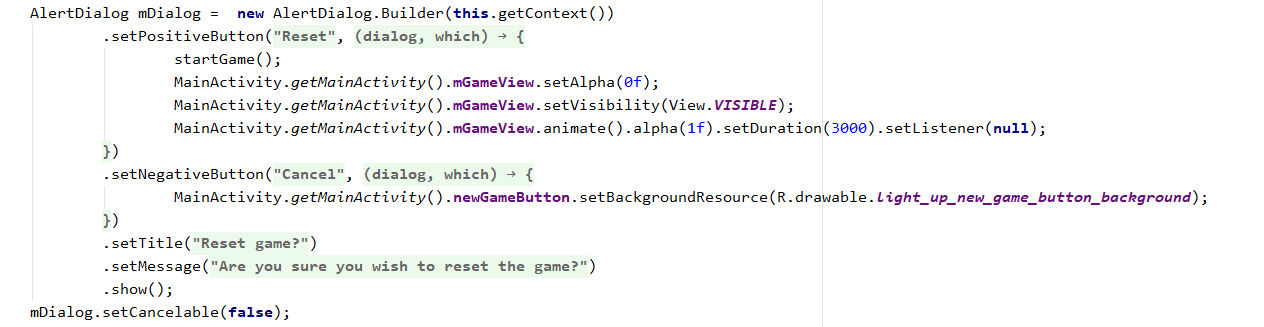 AlertDialog mDialog =  new AlertDialog.Builder(this.getContext())
        .setPositiveButton("Reset", (dialog, which) → {
                startGame();
                MainActivity.getMainActivity().mGameView.setAlpha(0f);
                MainActivity.getMainActivity().mGameView.setVisibility(View.VISIBLE);
                MainActivity.getMainActivity().mGameView.animate().alpha(1f).setDuration(3000).setListener(null);
        })
        .setNegativeButton("Cancel", (dialog, which) → {
                MainActivity.getMainActivity().newGameButton.setBackgroundResource(R.drawable.light_up_new_game_button_background);
        })
        .setTitle("Reset game?")
        .setMessage("Are you sure you wish to reset the game?")
        .show();
mDialog.setCancelable(false);